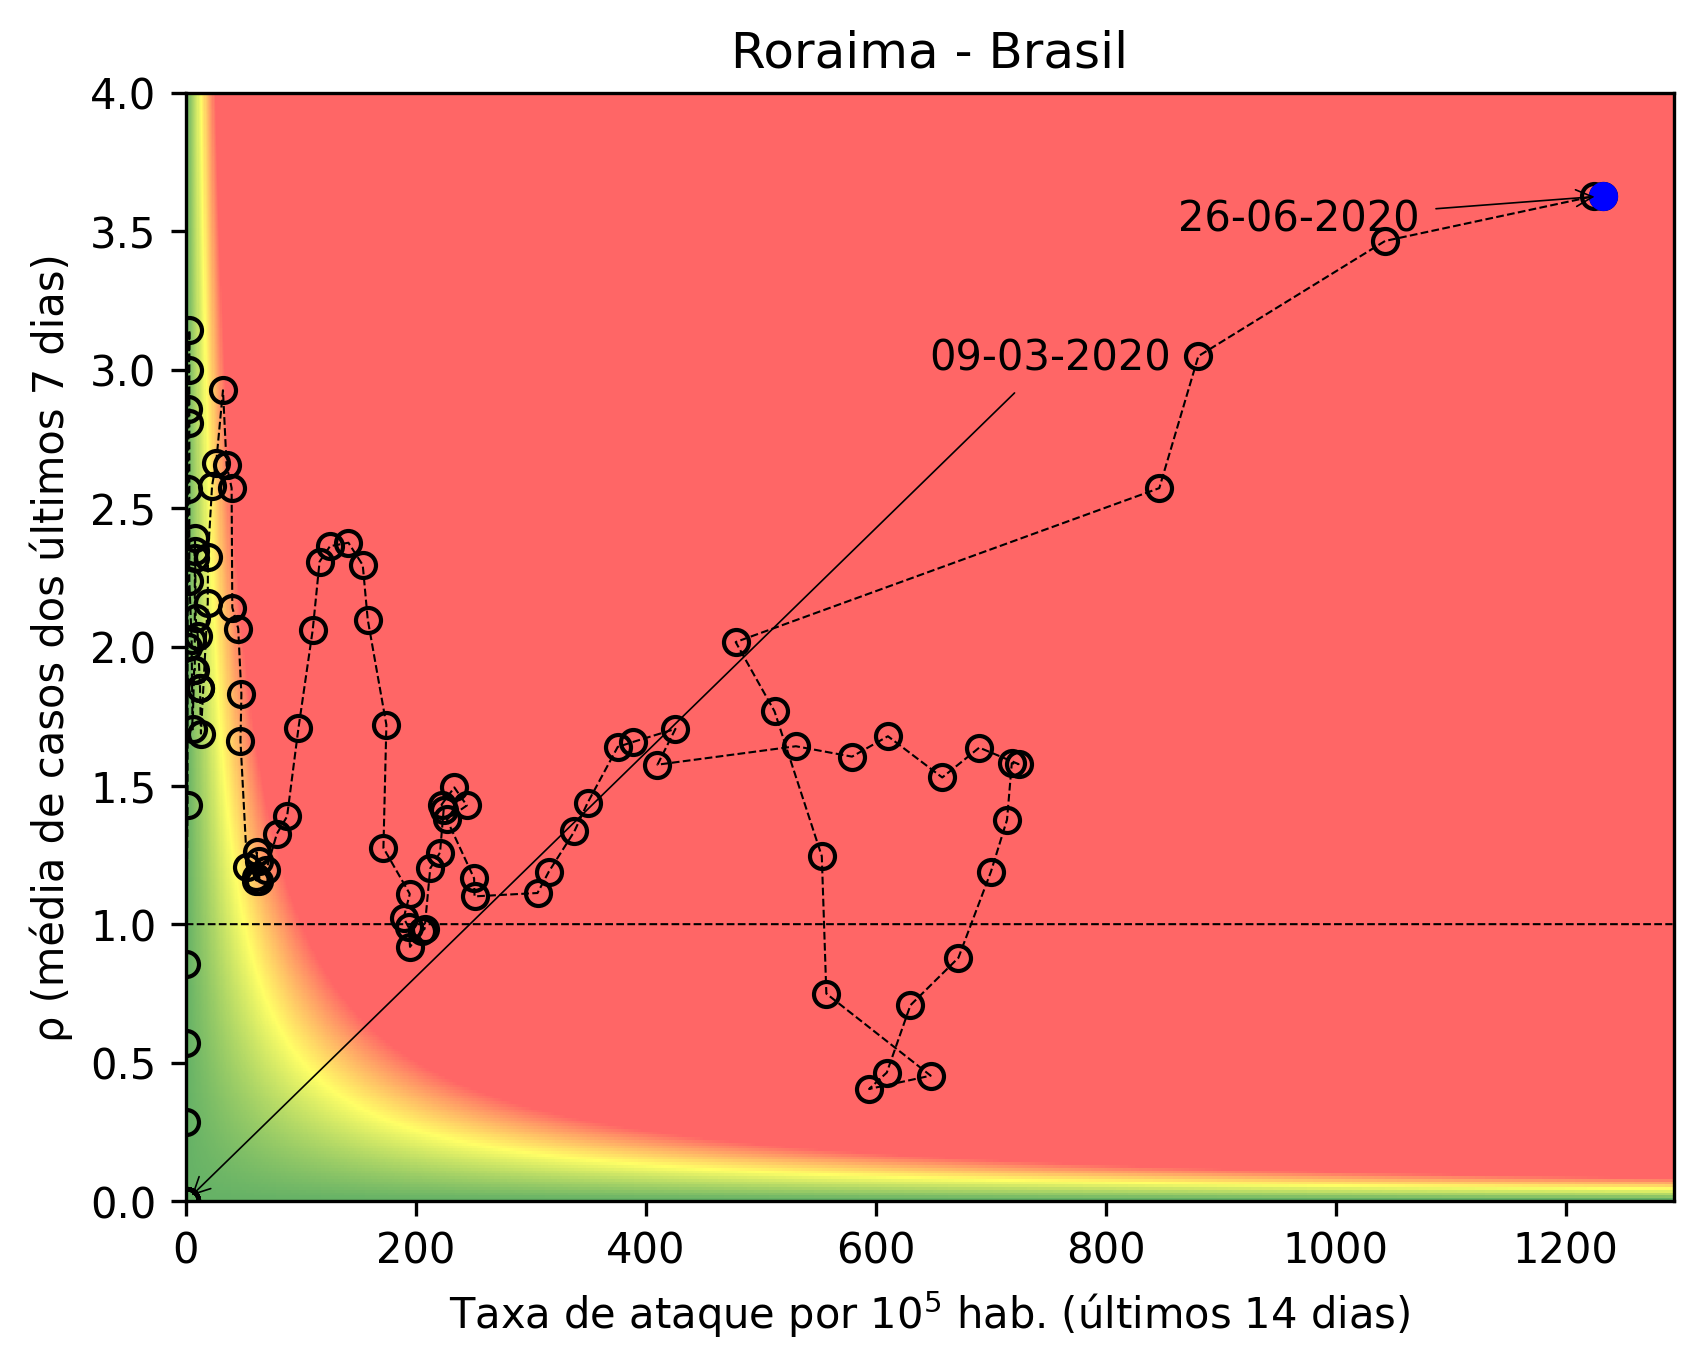 Roraima - Brasil
4.0
3.5
3.0
2.5
2.0
1.5
1.0
0.5
0.0
ρ (média de casos dos últimos 7 dias)
26-06-2020
09-03-2020
0 200 400 600 800 1000 1200
Taxa de ataque por 10⁵ hab. (últimos 14 dias)